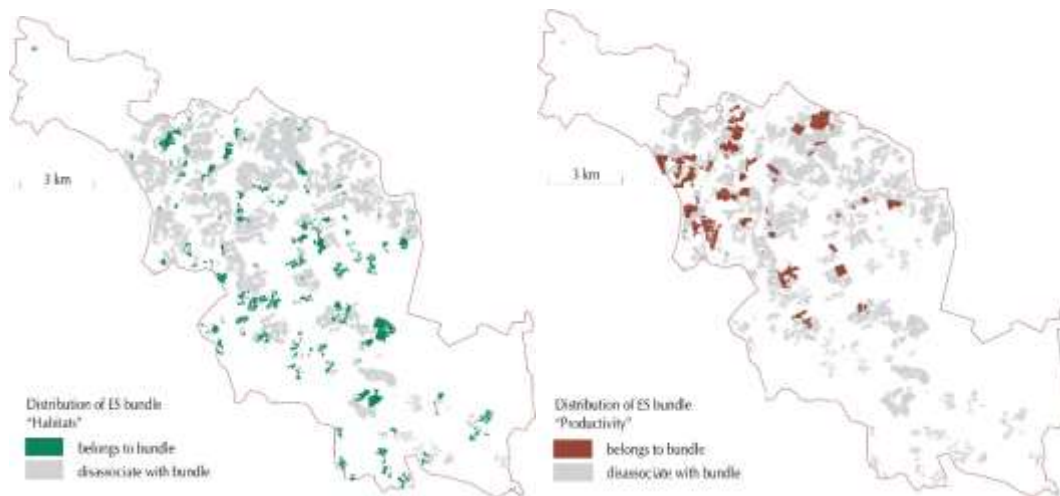 3 km
Distribution of ES bundle
"Habitats"
belongs to bundle
disassociate with bundle
3 km
Distribution of ES bundle
"Productivity"
belongs to bundle
disassociate with bundle